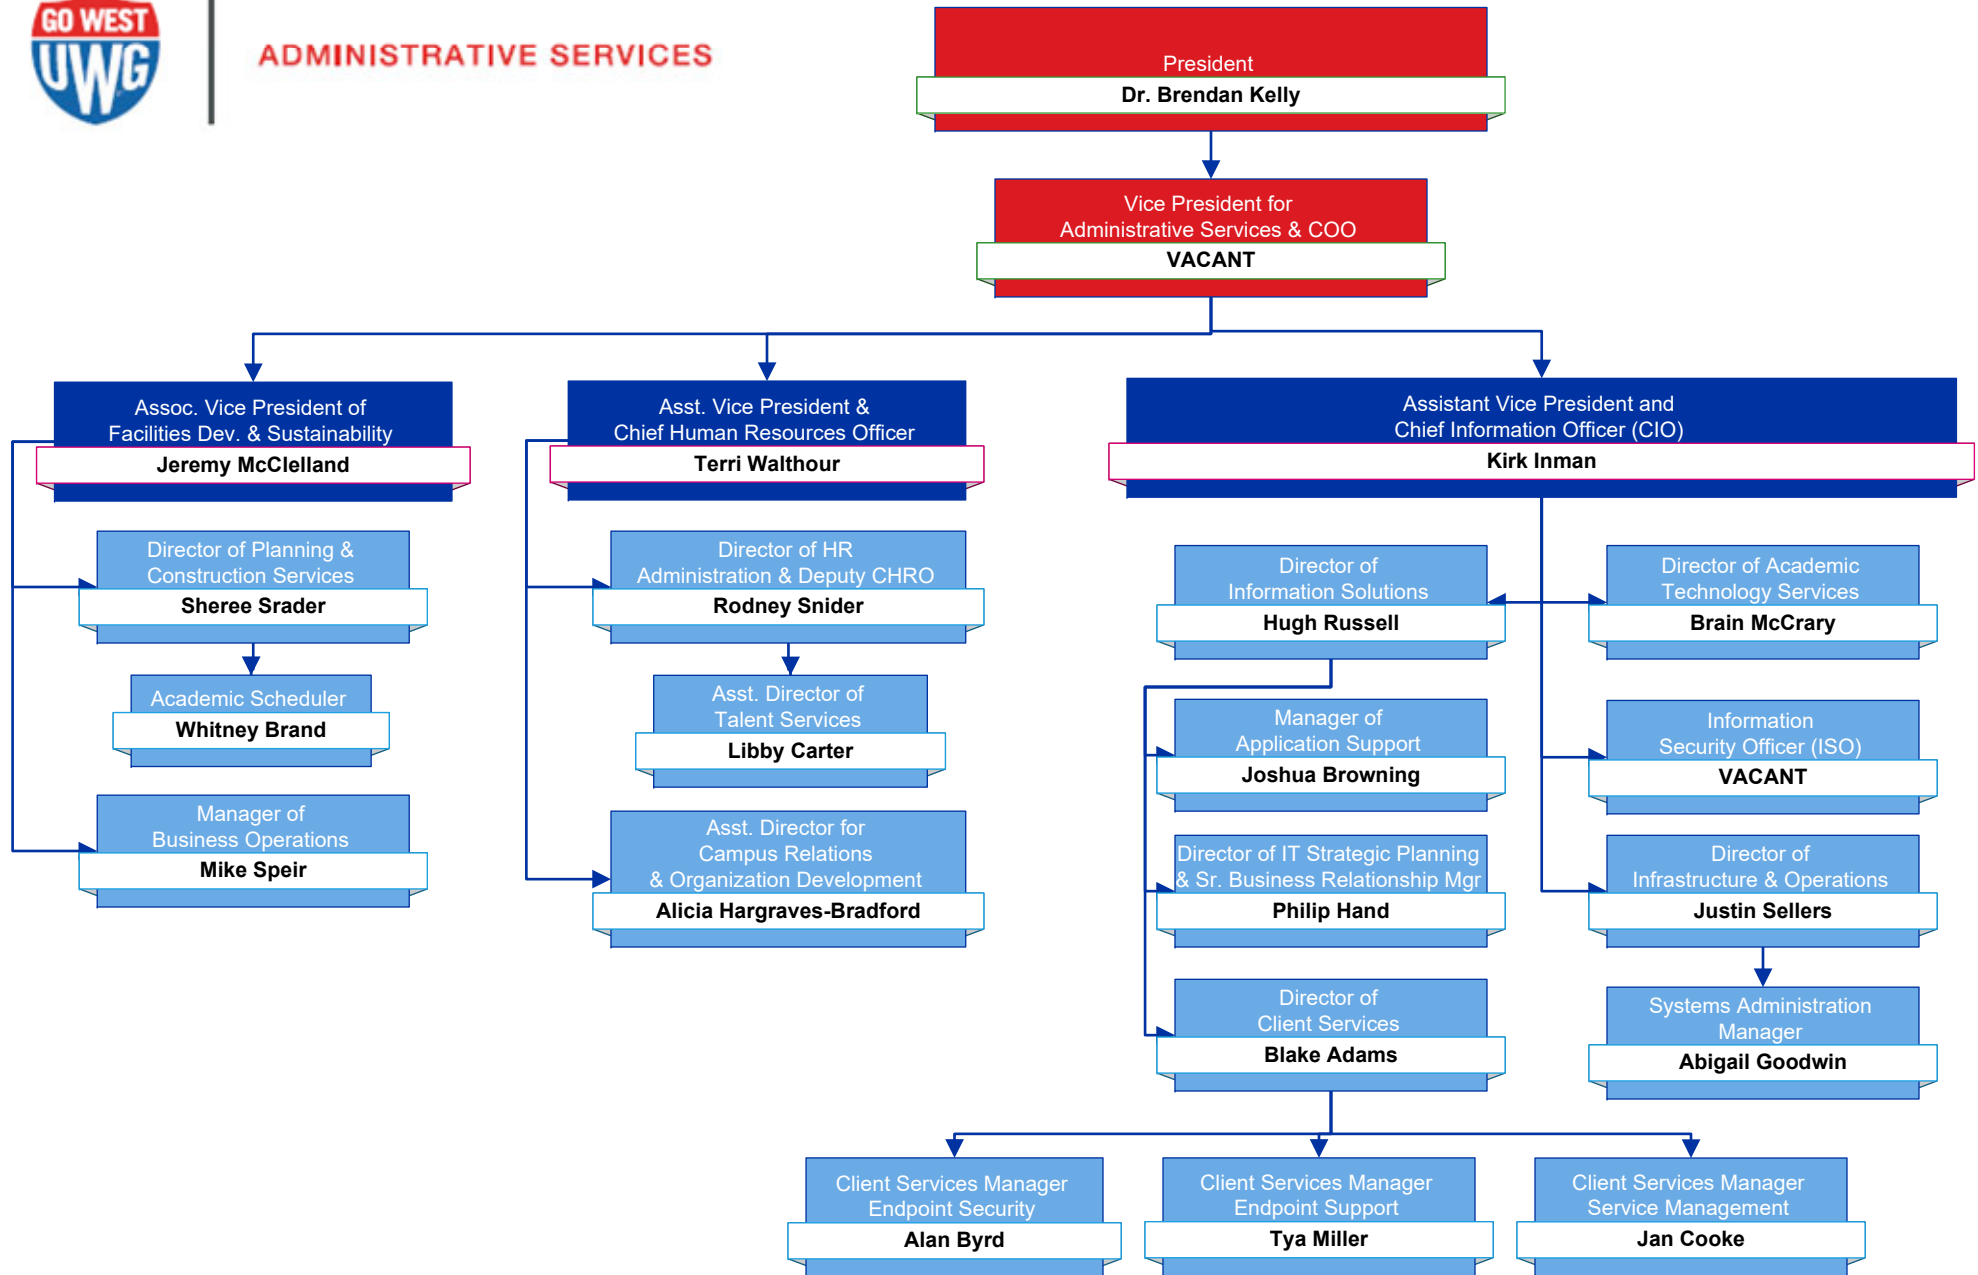 GO WEST
UWG
ADMINISTRATIVE SERVICES
President
Dr. Brendan Kelly
Vice President for
Administrative Services & COO
VACANT
Assoc. Vice President of
Facilities Dev. & Sustainability
Jeremy McClelland
Asst. Vice President &
Chief Human Resources Officer
Terri Walthour
Assistant Vice President and
Chief Information Officer (CIO)
Kirk Inman
Director of Planning &
Construction Services
Sheree Srader
Academic Scheduler
Whitney Brand
Manager of
Business Operations
Mike Speir
Director of HR
Administration & Deputy CHRO
Rodney Snider
Asst. Director of
Talent Services
Libby Carter
Asst. Director for
Campus Relations
& Organization Development
Alicia Hargraves-Bradford
Director of
Information Solutions
Hugh Russell
Manager of
Application Support
Joshua Browning
Director of IT Strategic Planning
& Sr. Business Relationship Mgr
Philip Hand
Director of
Client Services
Blake Adams
Director of Academic
Technology Services
Brain McCrary
Information
Security Officer (ISO)
VACANT
Director of
Infrastructure & Operations
Justin Sellers
Systems Administration
Manager
Abigail Goodwin
Client Services Manager
Endpoint Security
Alan Byrd
Client Services Manager
Endpoint Support
Tya Miller
Client Services Manager
Service Management
Jan Cooke